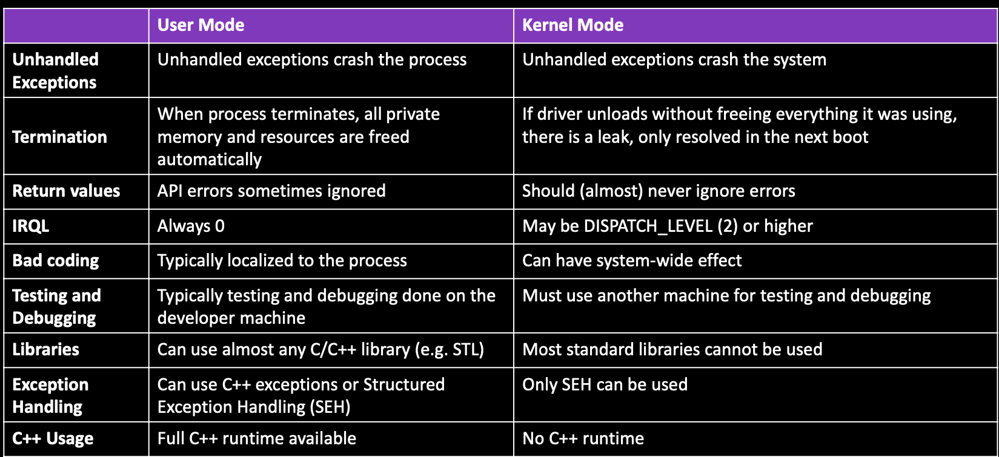 User Mode
Kernel Mode
Unhandled
Exceptions
Unhandled exceptions crash the process
Unhandled exceptions crash the system
Termination
When process terminates, all private
memory and resources are freed
automatically
If driver unloads without freeing everything it was using,
there is a leak, only resolved in the next boot
Return values
API errors sometimes ignored
Should (almost) never ignore errors
IRQL
Always 0
May be DISPATCH_LEVEL (2) or higher
Bad coding
Typically localized to the process
Can have system-wide effect
Testing and
Debugging
Typically testing and debugging done on the
developer machine
Must use another machine for testing and debugging
Libraries
Can use almost any C/C++ library (e.g. STL)
Most standard libraries cannot be used
Exception
Handling
Can use C++ exceptions or Structured
Exception Handling (SEH)
Only SEH can be used
C++ Usage
Full C++ runtime available
No C++ runtime